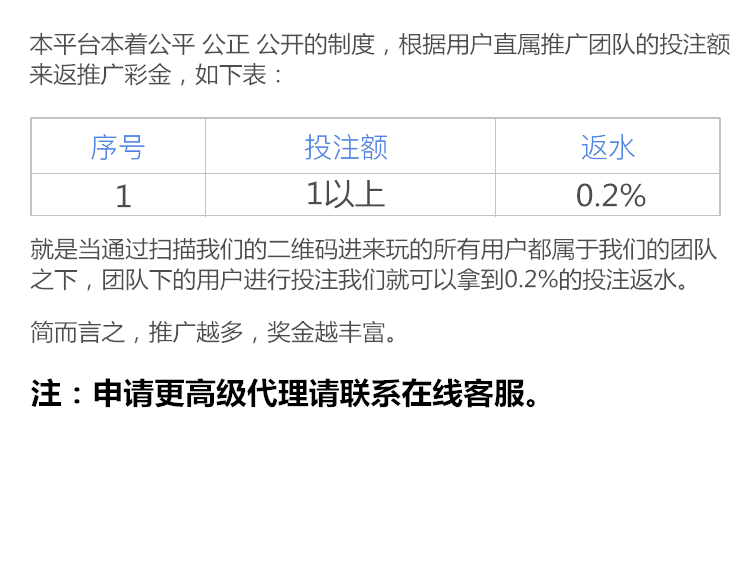 本平台本着公平 公正 公开的制度，根据用户直属推广团队的投注额
来返推广彩金，如下表：
序号 投注额 返水
1 1以上 0.2%
就是当通过扫描我们的二维码进来玩的所有用户都属于我们的团队
之下，团队下的用户进行投注我们就可以拿到0.2%的投注返水。
简而言之，推广越多，奖金越丰富。
注：申请更高级代理请联系在线客服。